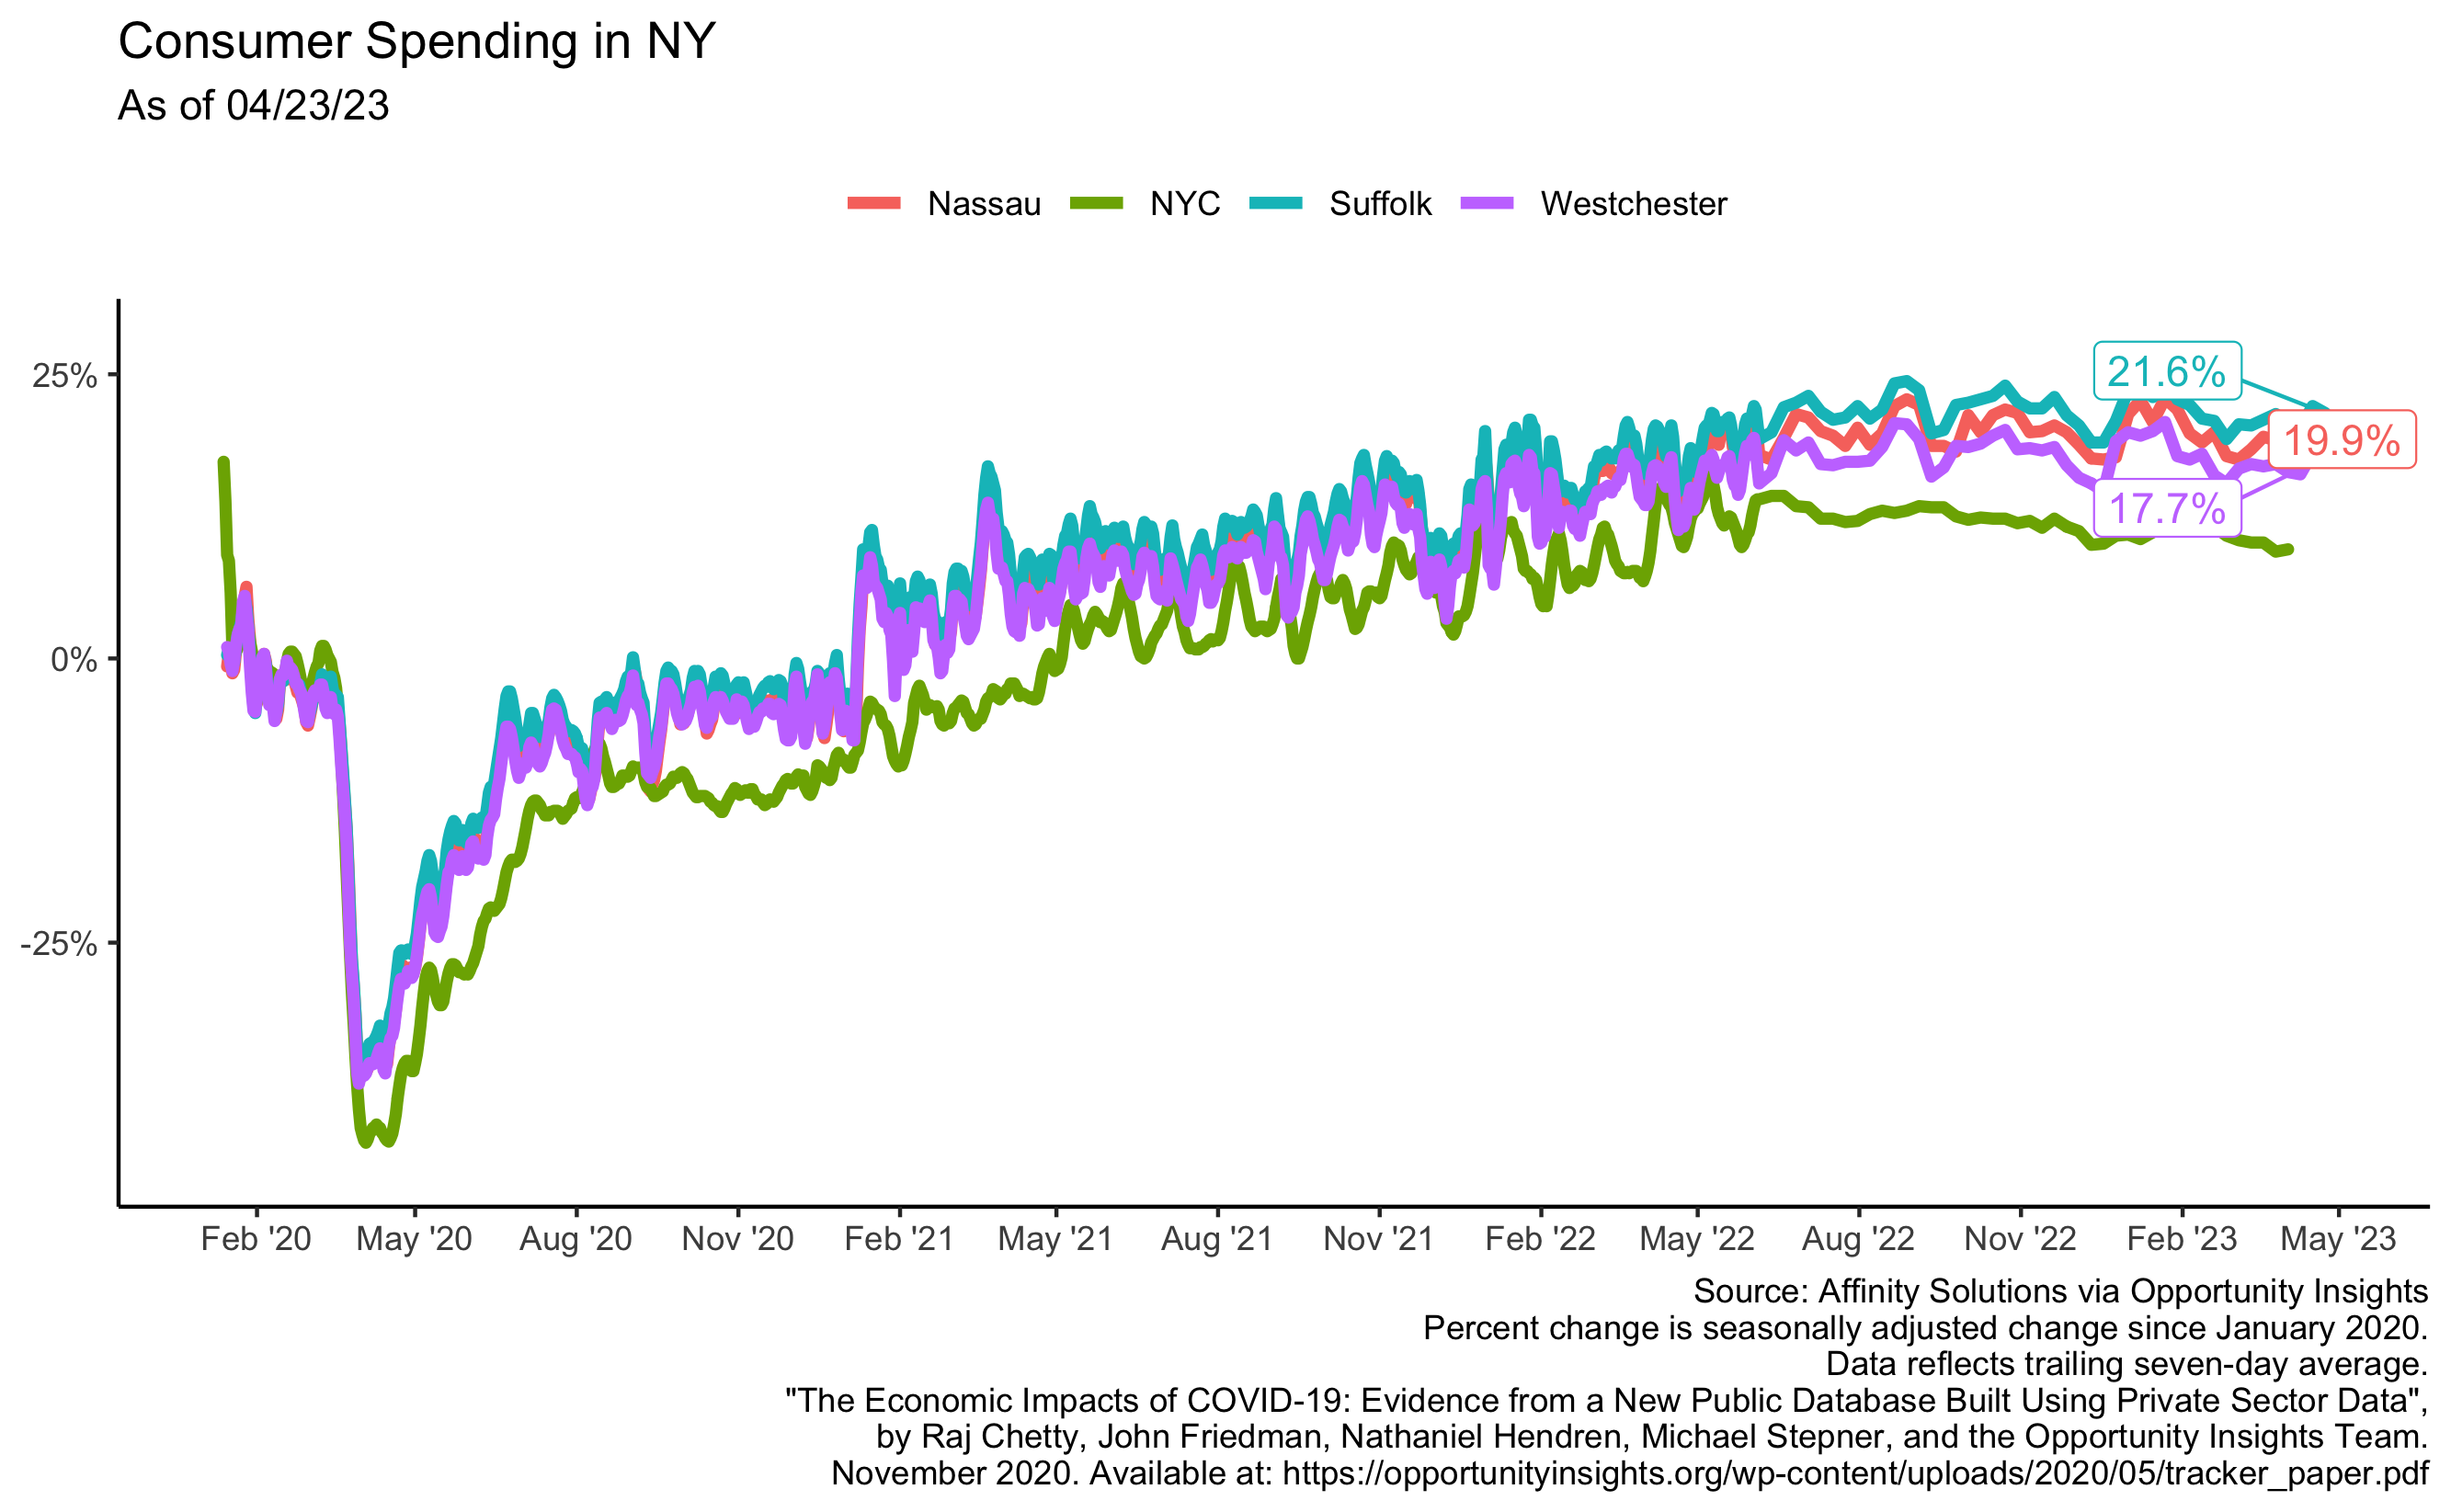 Consumer Spending in NY
As of 04/23/23
Nassau NYC Suffolk Westchester
25%
0%
-25%
21.6%
19.9%
17.7%
Feb '20 May '20 Aug '20 Nov '20 Feb '21 May '21 Aug '21 Nov '21 Feb '22 May '22 Aug '22 Nov '22 Feb '23 May '23
Source: Affinity Solutions via Opportunity Insights
Percent change is seasonally adjusted change since January 2020.
Data reflects trailing seven-day average.
"The Economic Impacts of COVID-19: Evidence from a New Public Database Built Using Private Sector Data",
by Raj Chetty, John Friedman, Nathaniel Hendren, Michael Stepner, and the Opportunity Insights Team.
November 2020. Available at: https://opportunityinsights.org/wp-content/uploads/2020/05/tracker_paper.pdf